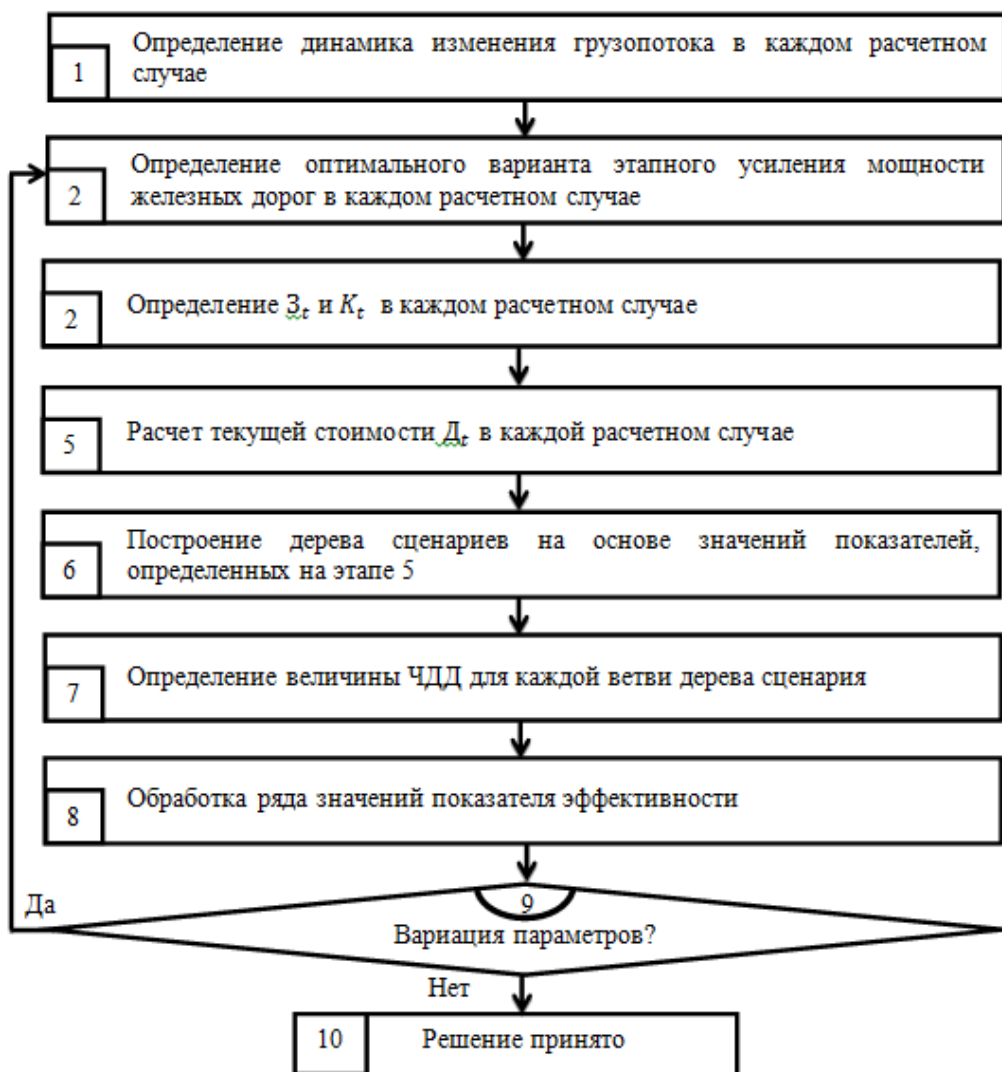 Определение динамика изменения грузопотока в каждом расчетном
случае
1
Определение оптимального варианта этапного усиления мощности
железных дорог в каждом расчетном случае
2
Определение З_t и K_t в каждом расчетном случае
2
Расчет текущей стоимости Д_t в каждой расчетном случае
5
Построение дерева сценариев на основе значений показателей,
определенных на этапе 5
6
Определение величины ЧДД для каждой ветви дерева сценария
7
Обработка ряда значений показателя эффективности
8
Да
9
Вариация параметров?
Нет
10 Решение принято